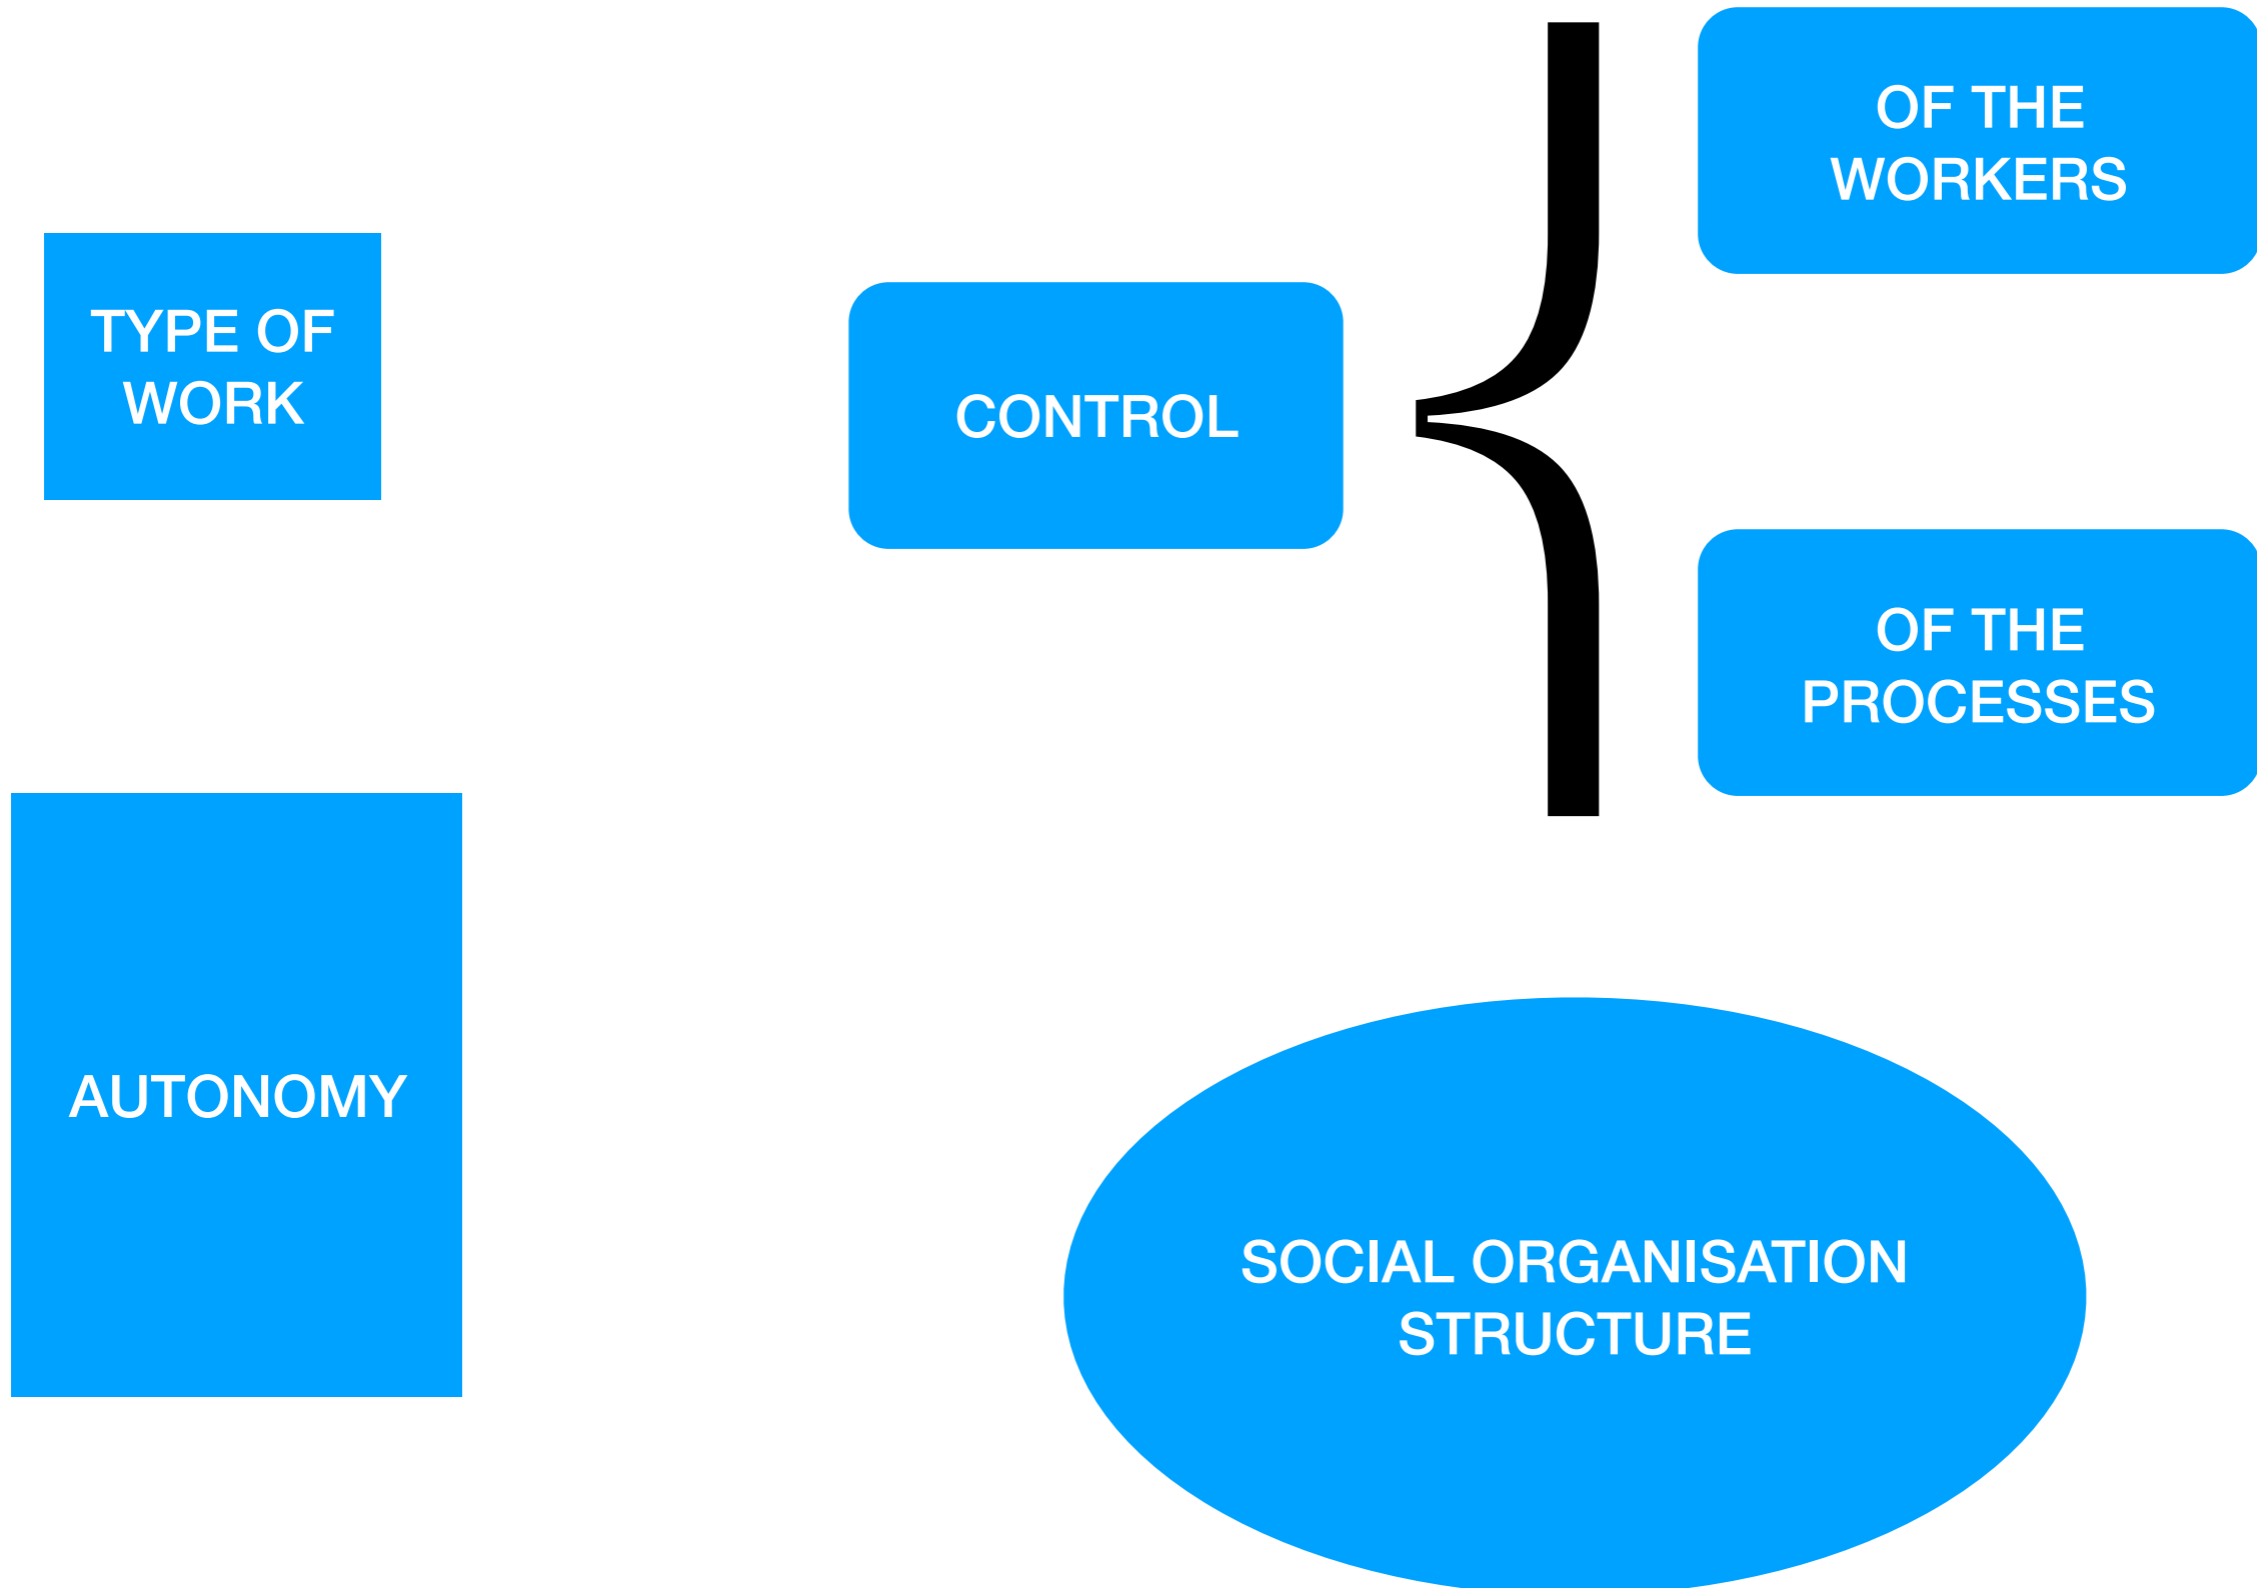 OF THE
WORKERS
TYPE OF
WORK
CONTROL
OF THE
PROCESSES
AUTONOMY
SOCIAL ORGANISATION
STRUCTURE